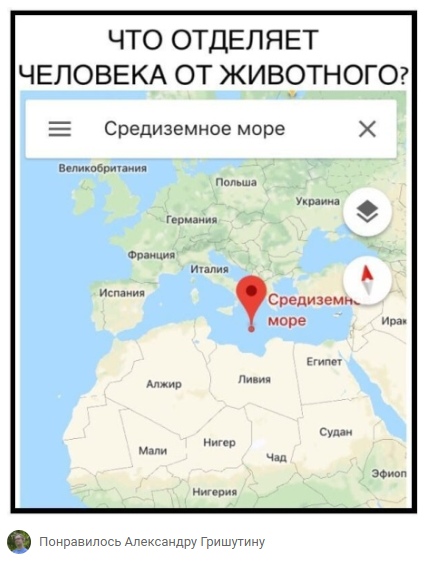 ЧТО ОТДЕЛЯЕТ
ЧЕЛОВЕКА ОТ ЖИВОТНОГО?
Средиземное море
Великобритания
Польша
Украина
Германия
Франция
Италия
Испания
Средиземн
море
Ирак
Египет
Алжир
Ливия
Судан
Мали
Нигер
Чад
Эфиоп
Нигерия
Понравилось Александру Гришутину